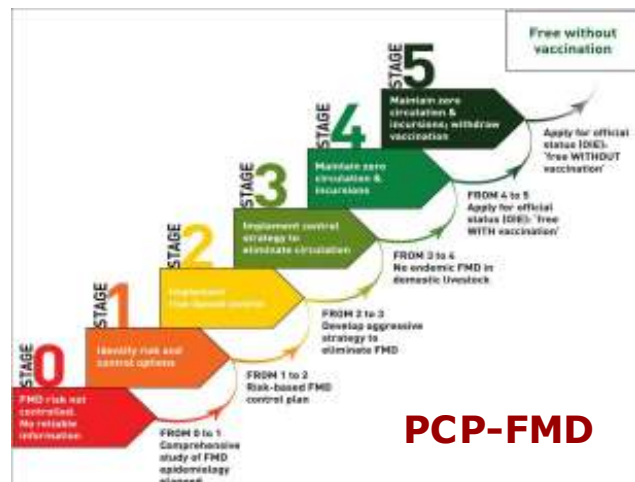 Free without
vaccination
STAGE 5
Maintain zero
circulation &
incursions; withdraw
vaccination
Apply for official
status (OIE):
'free WITHOUT
vaccination'
STAGE 4
Maintain zero
circulation &
incursions
FROM 4 to 5
Apply for official
status (OIE): 'free
WITH vaccination'
STAGE 3
Implement control
strategy to
eliminate circulation
FROM 3 to 4
No endemic FMD in
domestic livestock
STAGE 2
Implement
risk-based control
FROM 2 to 3
Develop aggressive
strategy to
eliminate FMD
STAGE 1
Identify risk and
control options
FROM 1 to 2
Risk-based FMD
control plan
STAGE 0
FMD risk not
controlled.
No reliable
information
FROM 0 to 1
Comprehensive
study of FMD
epidemiology
planned
PCP-FMD